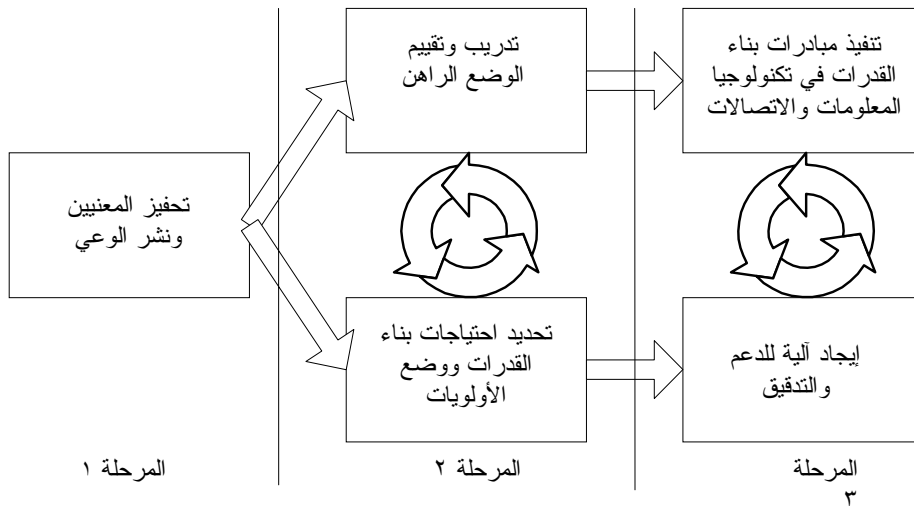 تحفيز المعنيين
ونشر الوعي
تدريب وتقييم
الوضع الراهن
تحديد احتياجات بناء
القدرات ووضع
الأولويات
تنفيذ مبادرات بناء
القدرات في تكنولوجيا
المعلومات والاتصالات
إيجاد آلية للدعم
والتدقيق
المرحلة ١
المرحلة ٢
المرحلة
٣